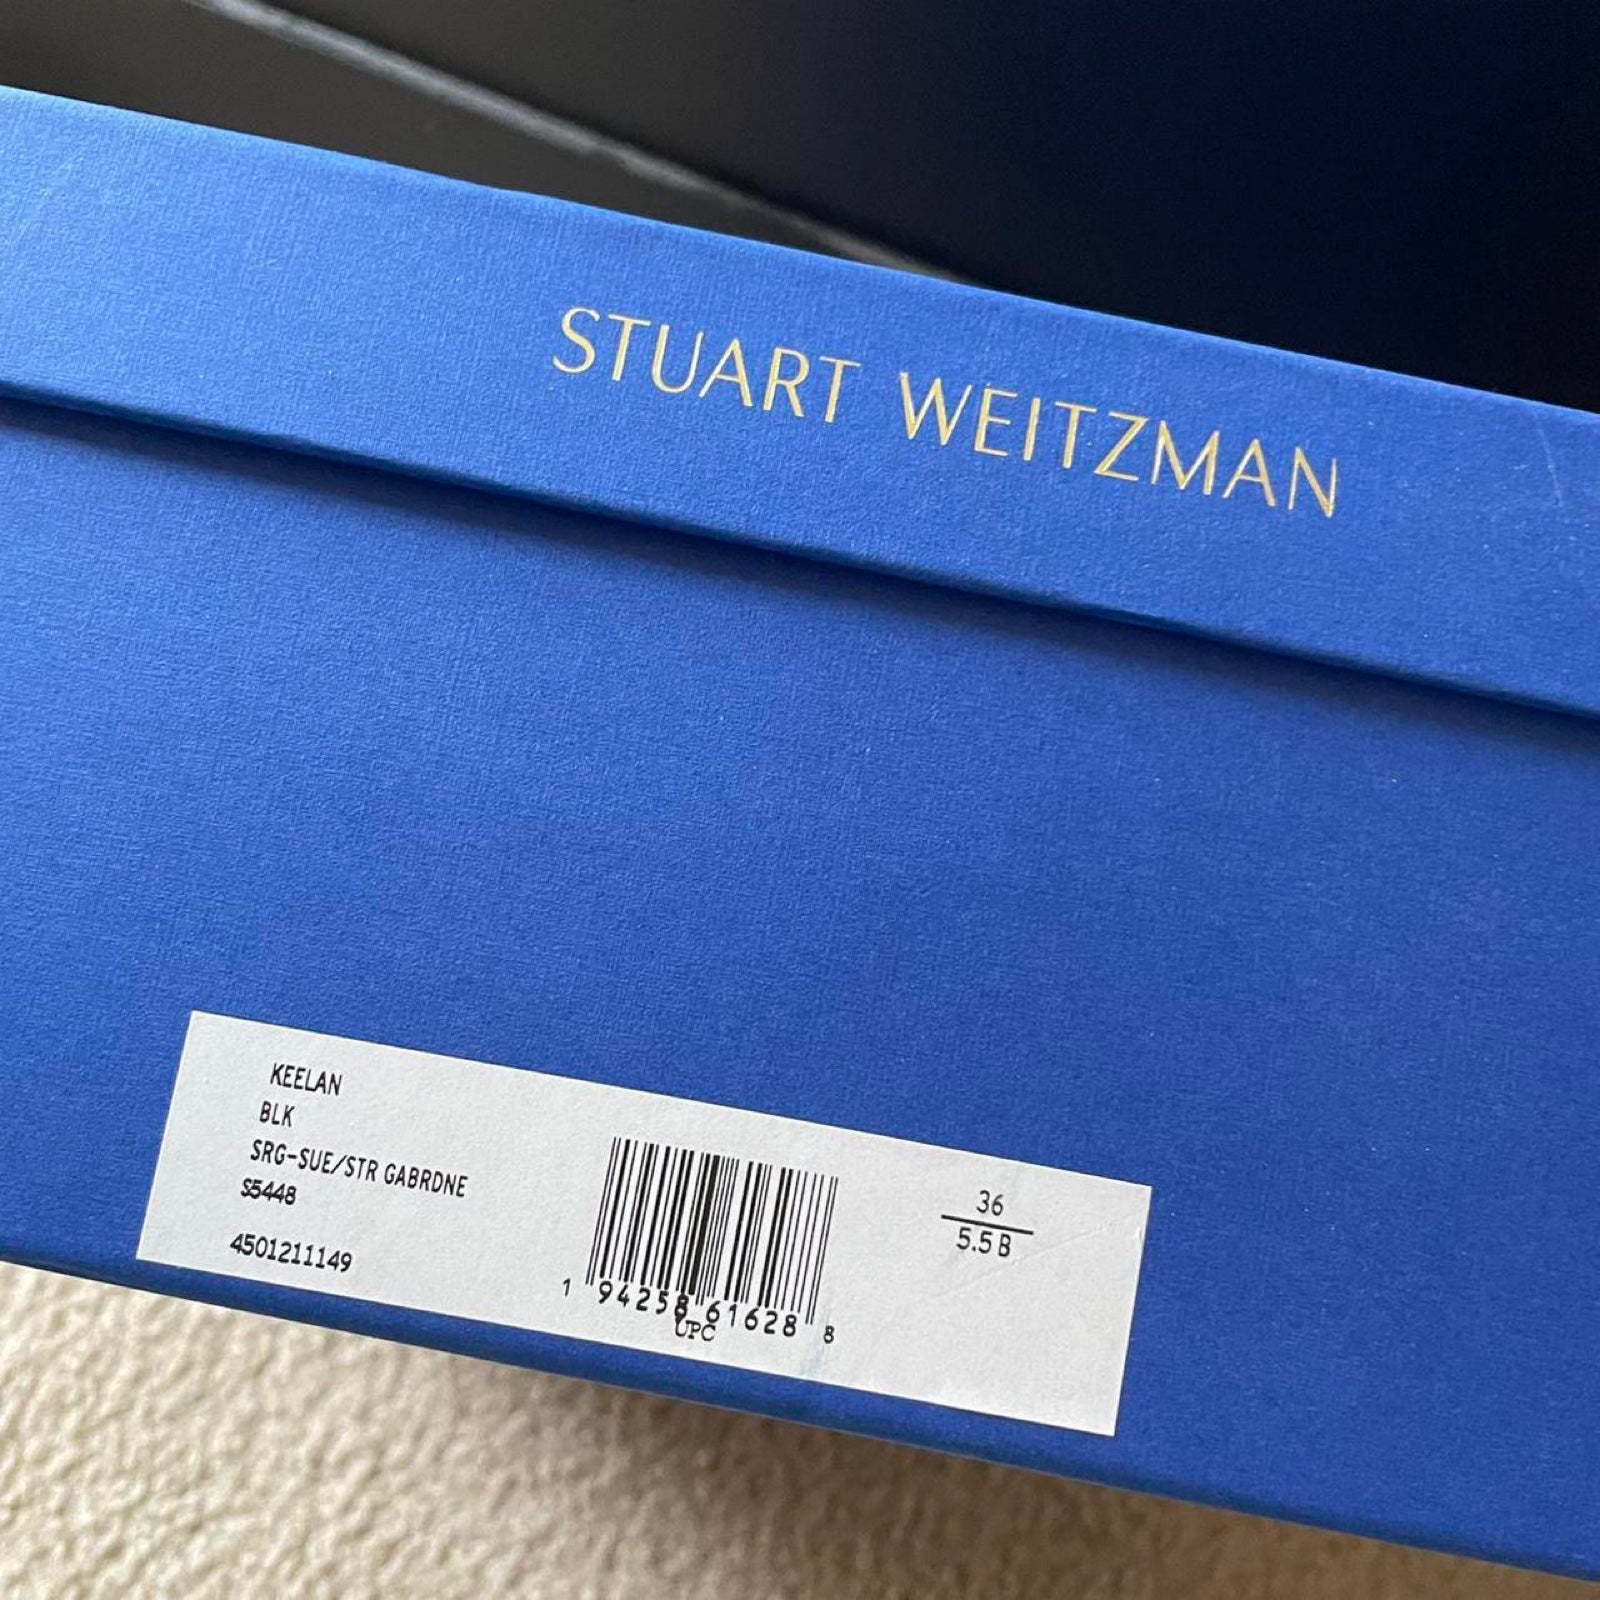 STUART WEITZMAN
KEELAN
BLK
SRG-SUE/STR GABRDNE
S5448
4501211149
1 94258 61628 8
UPC
36
5.5 B